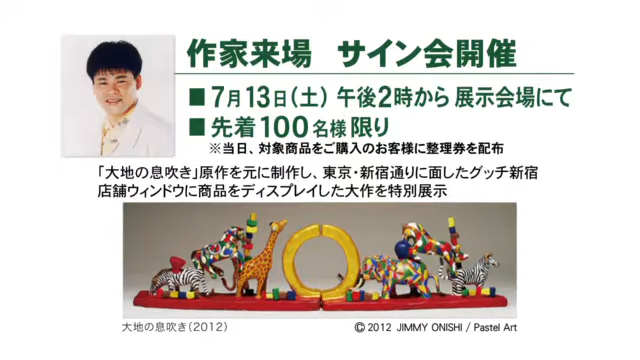 作家来場　サイン会開催
■7月13日(土) 午後2時から 展示会場にて
■先着100名様限り
※当日、対象商品をご購入のお客様に整理券を配布
「大地の息吹き」原作を元に制作し、東京・新宿通りに面したグッチ新宿
店舗ウィンドウに商品をディスプレイした大作を特別展示
大地の息吹き(2012)
© 2012 JIMMY ONISHI / Pastel Art